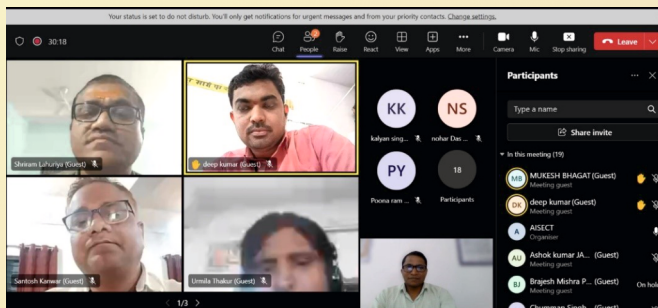 Your status is set to do not disturb. You'll only get notifications for urgent messages and from your priority contacts. Change settings.
30:18
Chat
People
2
Raise
React
View
Apps
More
Camera
Mic
Stop sharing
Leave
Shriram Lahuriya (Guest)
deep kumar (Guest)
Santosh Kanwar (Guest)
Urmila Thakur (Guest)
1/3
KK
kalyan sing...
NS
nohar Das ...
PY
Poona ram ...
18
Participants
Participants
Type a name
Share invite
In this meeting (19)
MB
MUKESH BHAGAT (Guest)
Meeting guest
DK
deep kumar (Guest)
Meeting guest
A
AISECT
Organiser
AU
Ashok kumar JA... (Guest)
Meeting guest
BJ
Brajesh Mishra P... (Guest)
Meeting guest
On hold